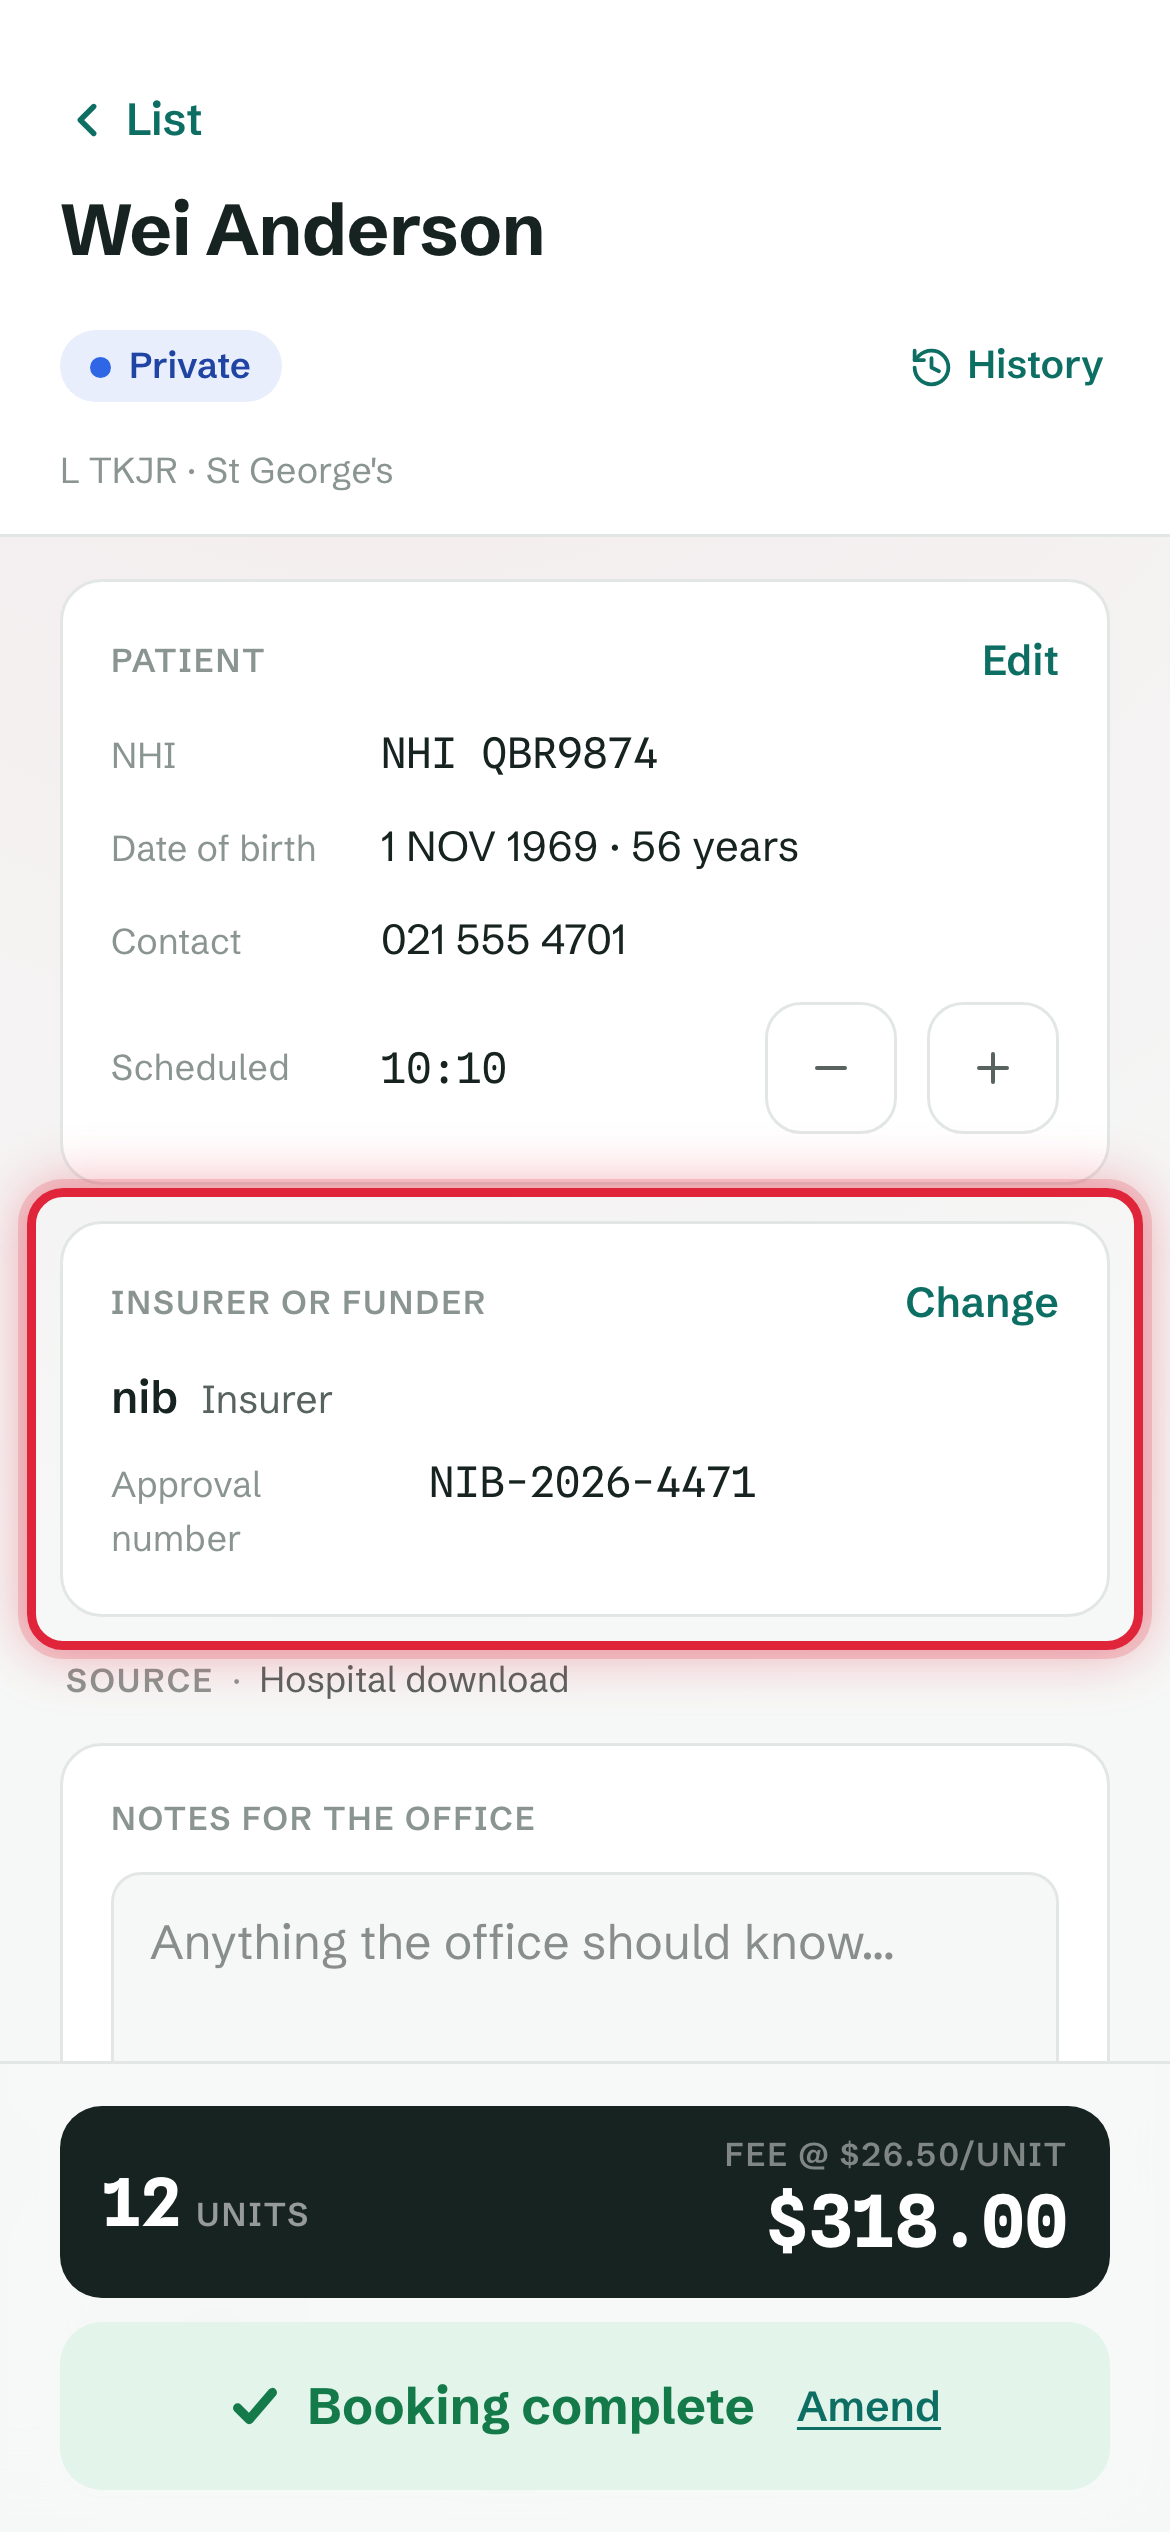 List
Wei Anderson
Private
History
L TKJR · St George's
PATIENT
Edit
NHI NHI QBR9874
Date of birth 1 NOV 1969 · 56 years
Contact 021 555 4701
Scheduled 10:10
INSURER OR FUNDER
Change
nib Insurer
Approval number NIB-2026-4471
SOURCE · Hospital download
NOTES FOR THE OFFICE
Anything the office should know...
FEE @ $26.50/UNIT
12 UNITS
$318.00
Booking complete Amend